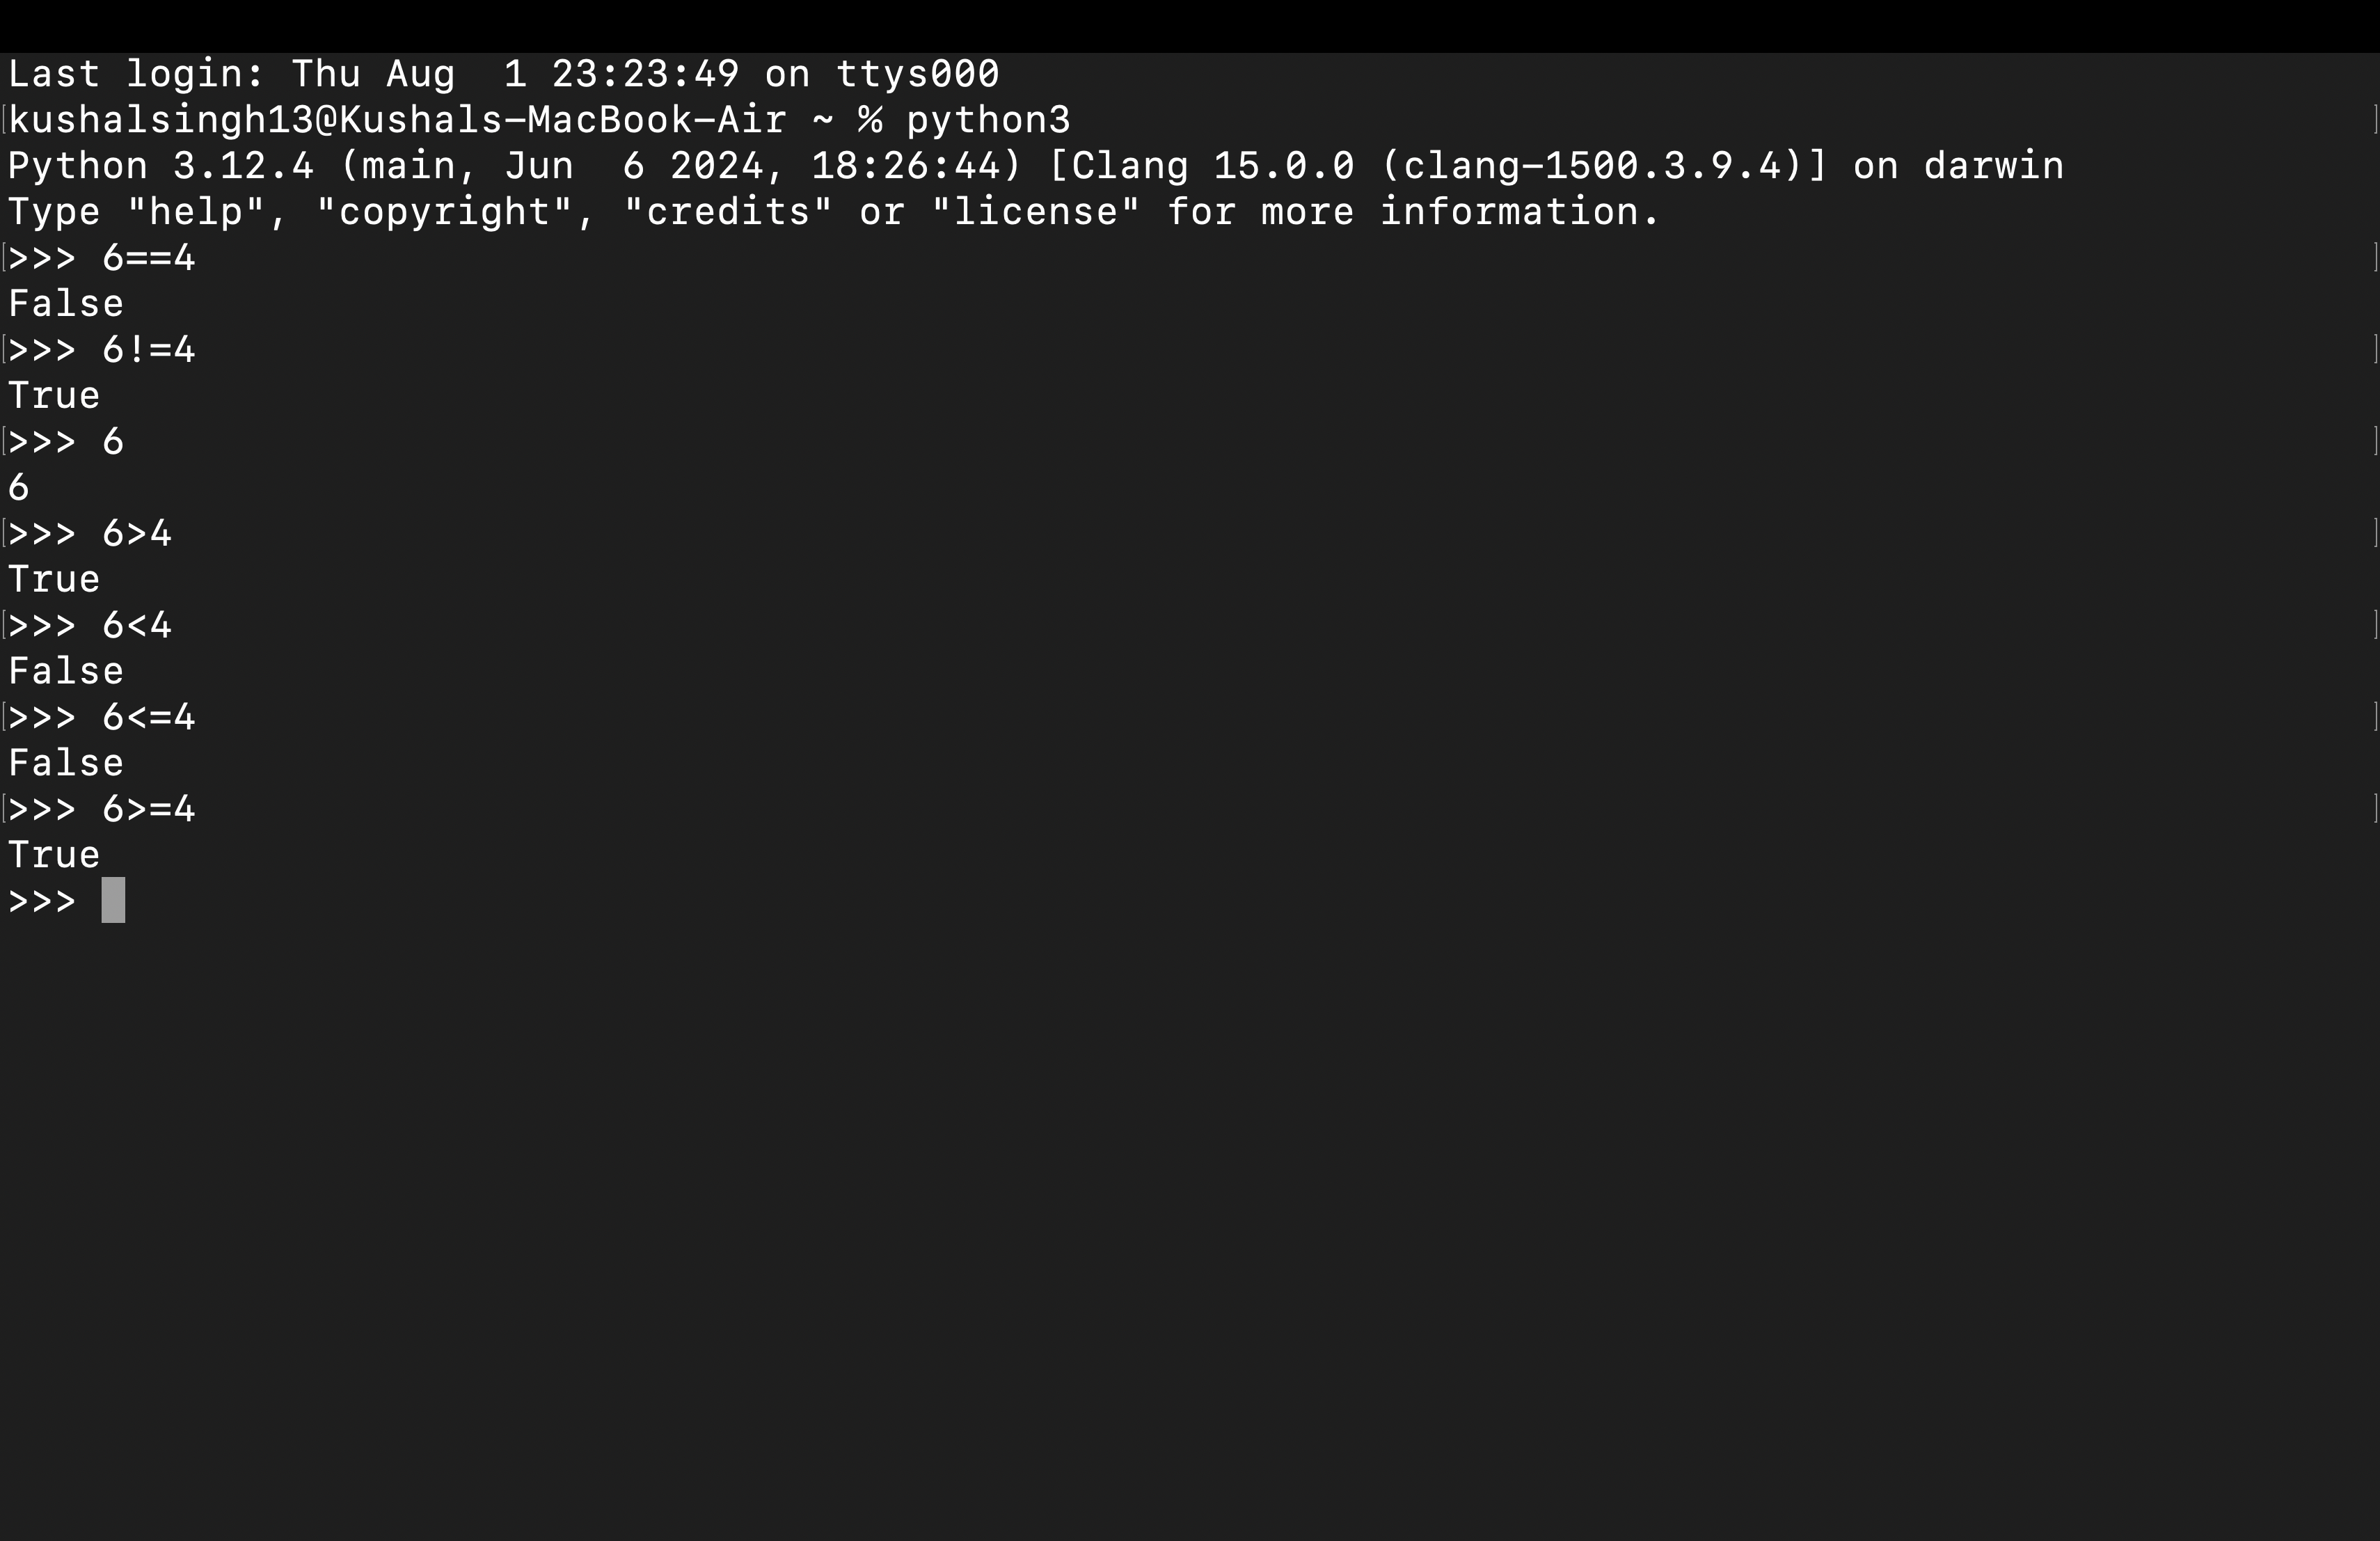 Last login: Thu Aug  1 23:23:49 on ttys000
kushalsingh13@Kushals-MacBook-Air ~ % python3
Python 3.12.4 (main, Jun  6 2024, 18:26:44) [Clang 15.0.0 (clang-1500.3.9.4)] on darwin
Type "help", "copyright", "credits" or "license" for more information.
>>> 6==4
False
>>> 6!=4
True
>>> 6
6
>>> 6>4
True
>>> 6<4
False
>>> 6<=4
False
>>> 6>=4
True
>>>